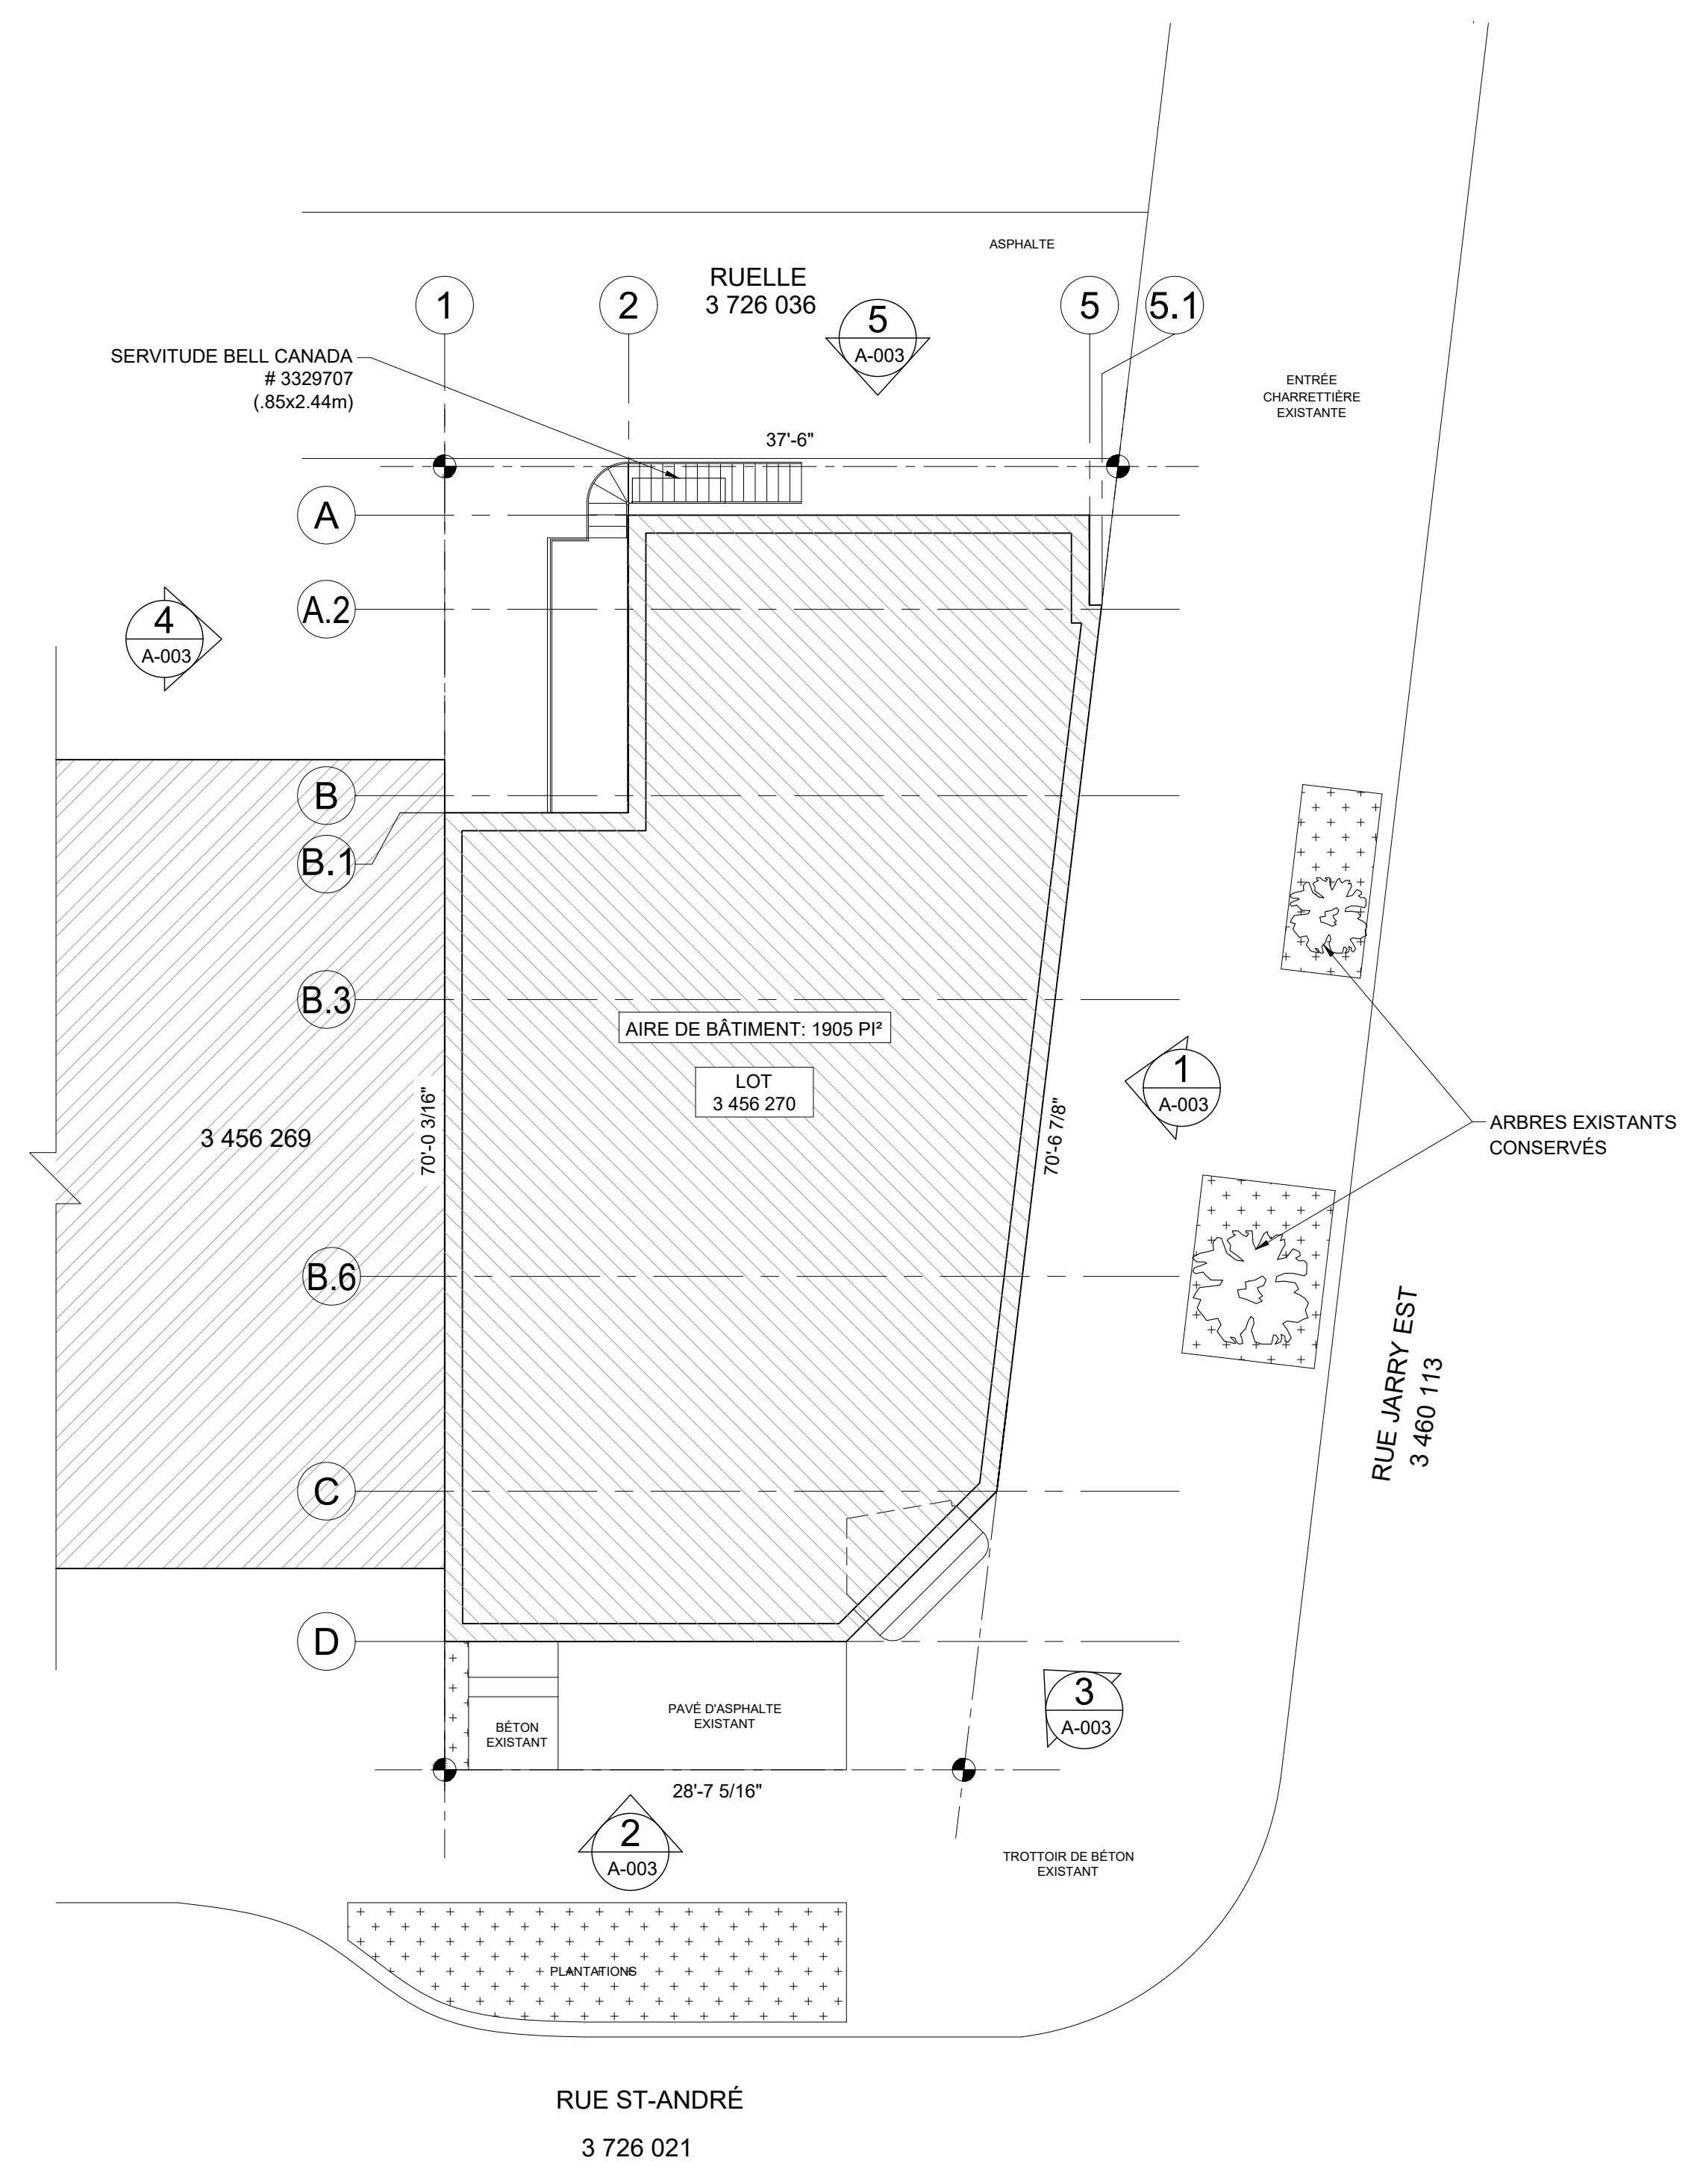 ASPHALTE
RUELLE
3 726 036
1
2
5
5.1
5
A-003
SERVITUDE BELL CANADA
# 3329707
(.85x2.44m)
ENTRÉE
CHARRETTIÈRE
EXISTANTE
37'-6"
A
A.2
4
A-003
B
B.1
B.3
AIRE DE BÂTIMENT: 1905 PI²
LOT
3 456 270
1
A-003
70'-0 3/16"
70'-6 7/8"
3 456 269
ARBRES EXISTANTS
CONSERVÉS
B.6
RUE JARRY EST
3 460 113
C
D
BÉTON
EXISTANT
PAVÉ D'ASPHALTE
EXISTANT
3
A-003
28'-7 5/16"
2
A-003
TROTTOIR DE BÉTON
EXISTANT
PLANTATIONS
RUE ST-ANDRÉ
3 726 021